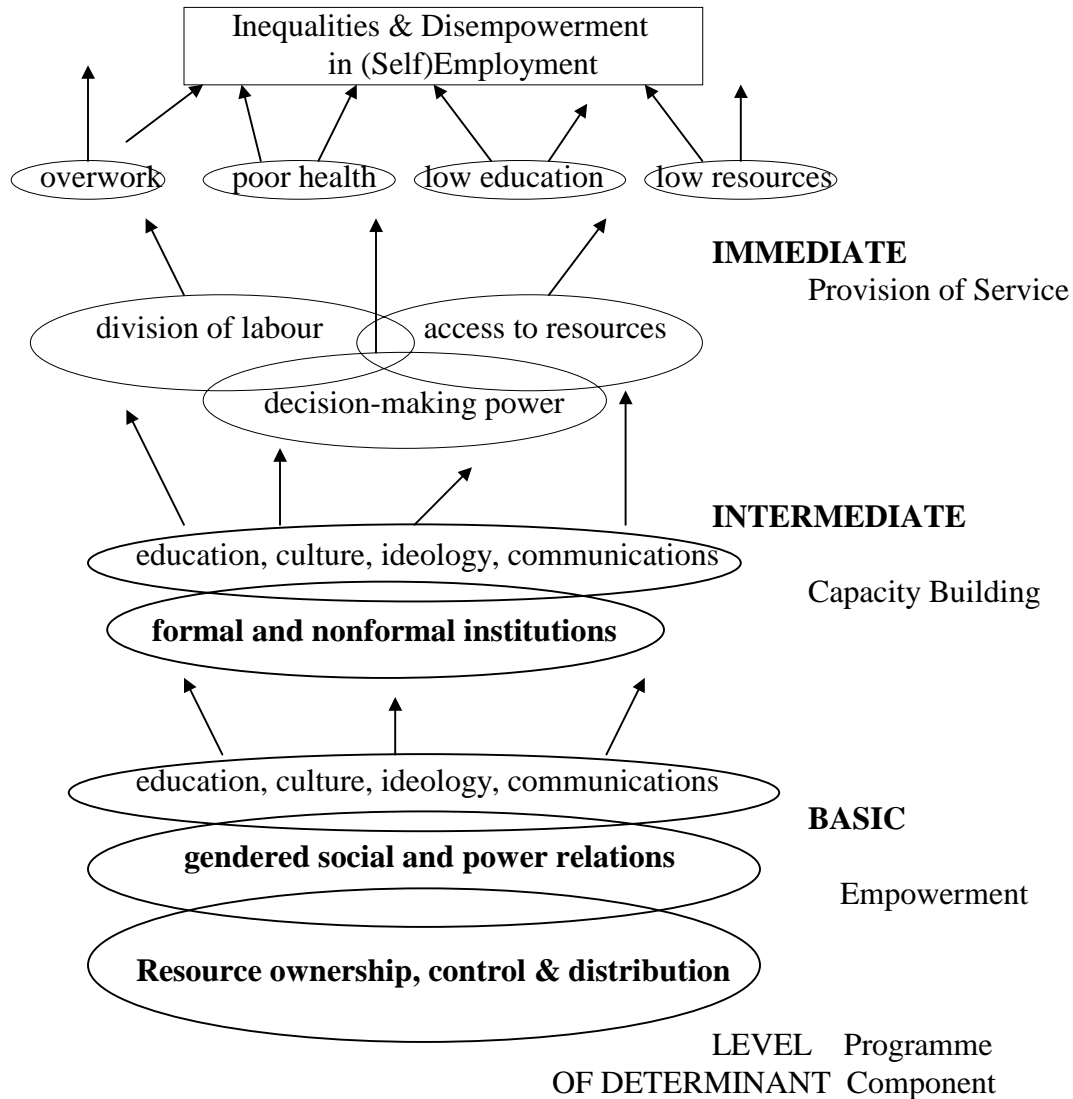 Inequalities & Disempowerment
in (Self)Employment
overwork
poor health
low education
low resources
IMMEDIATE
Provision of Service
division of labour
access to resources
decision-making power
INTERMEDIATE
education, culture, ideology, communications
Capacity Building
formal and nonformal institutions
education, culture, ideology, communications
BASIC
gendered social and power relations
Empowerment
Resource ownership, control & distribution
LEVEL Programme
OF DETERMINANT Component